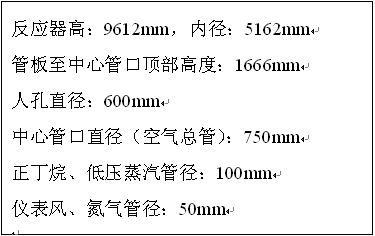 反应器高：9612mm，内径：5162mm
管板至中心管口顶部高度：1666mm
人孔直径：600mm
中心管口直径（空气总管）：750mm
正丁烷、低压蒸汽管径：100mm
仪表风、氮气管径：50mm